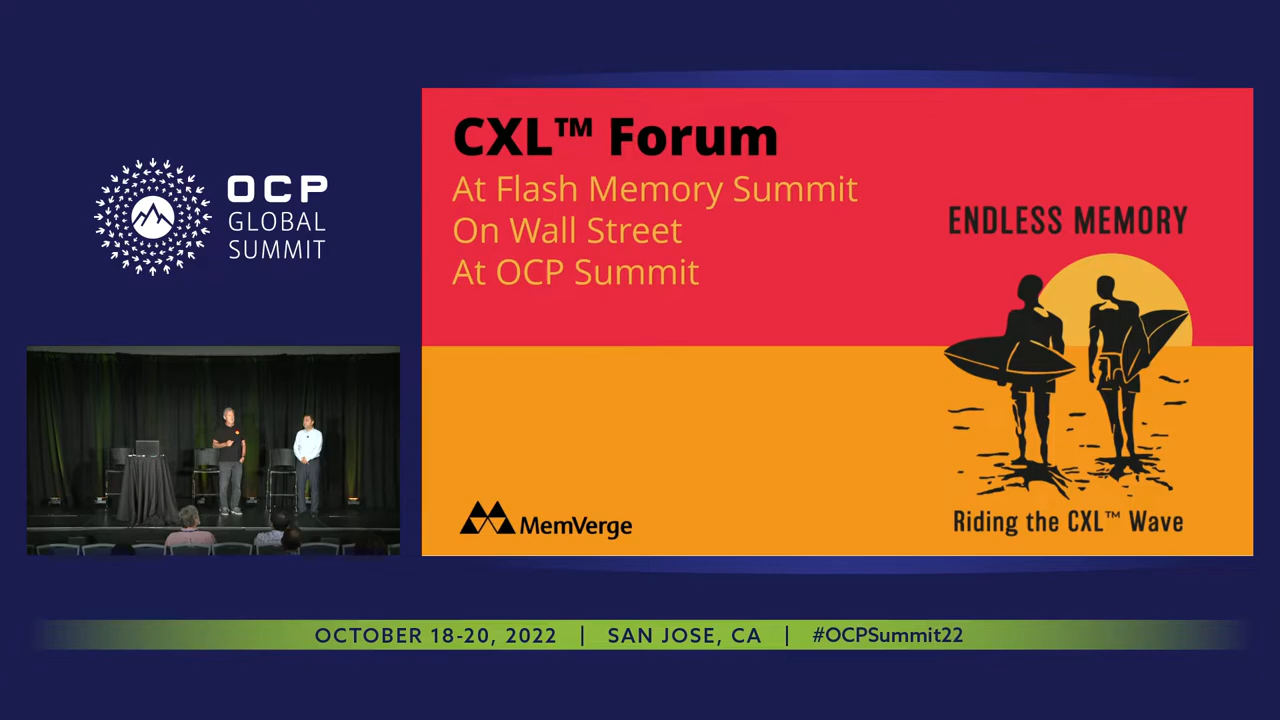 OCP
GLOBAL
SUMMIT
CXL™ Forum
At Flash Memory Summit
On Wall Street
At OCP Summit
ENDLESS MEMORY
Riding the CXL™ Wave
MemVerge
OCTOBER 18-20, 2022 | SAN JOSE, CA | #OCPSummit22